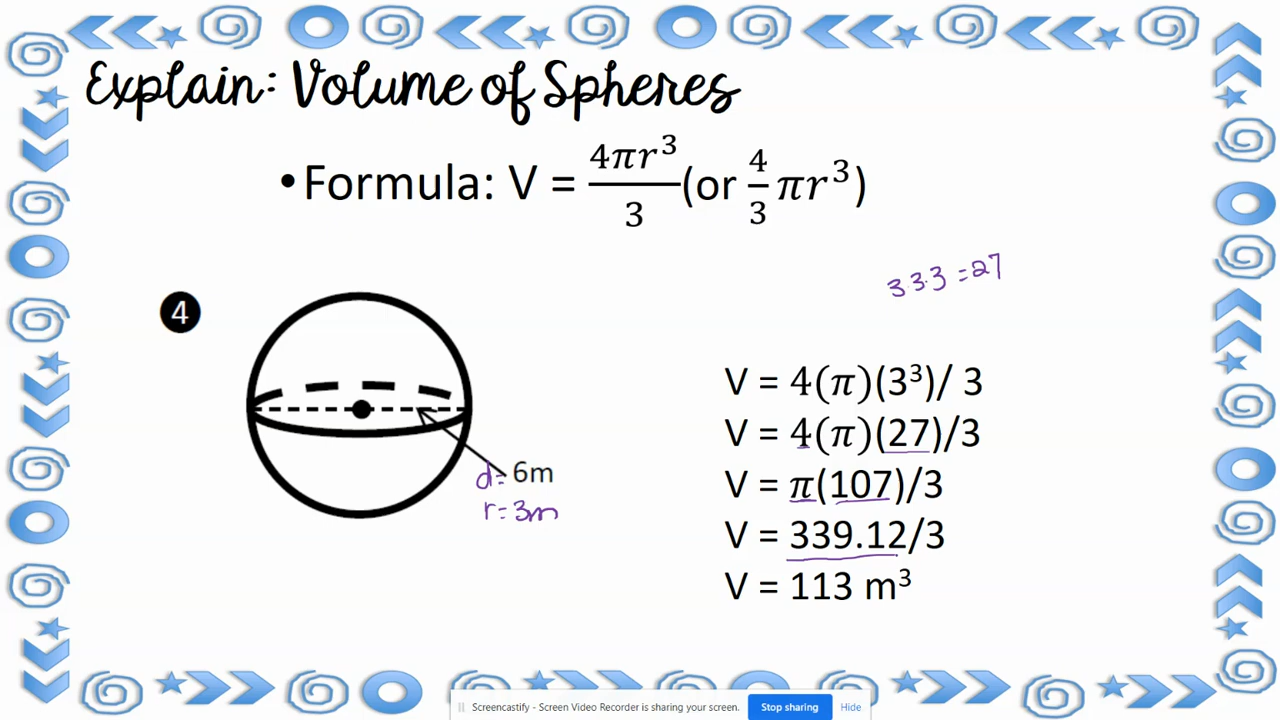 Explain: Volume of Spheres
• Formula: V = 4πr³/3 (or 4/3 πr³)
3·3·3 = 27
4
V = 4(π)(3³)/ 3
V = 4(π)(27)/3
d= 6m
V = π(107)/3
r= 3m
V = 339.12/3
V = 113 m³
Screencastify - Screen Video Recorder is sharing your screen. Stop sharing Hide